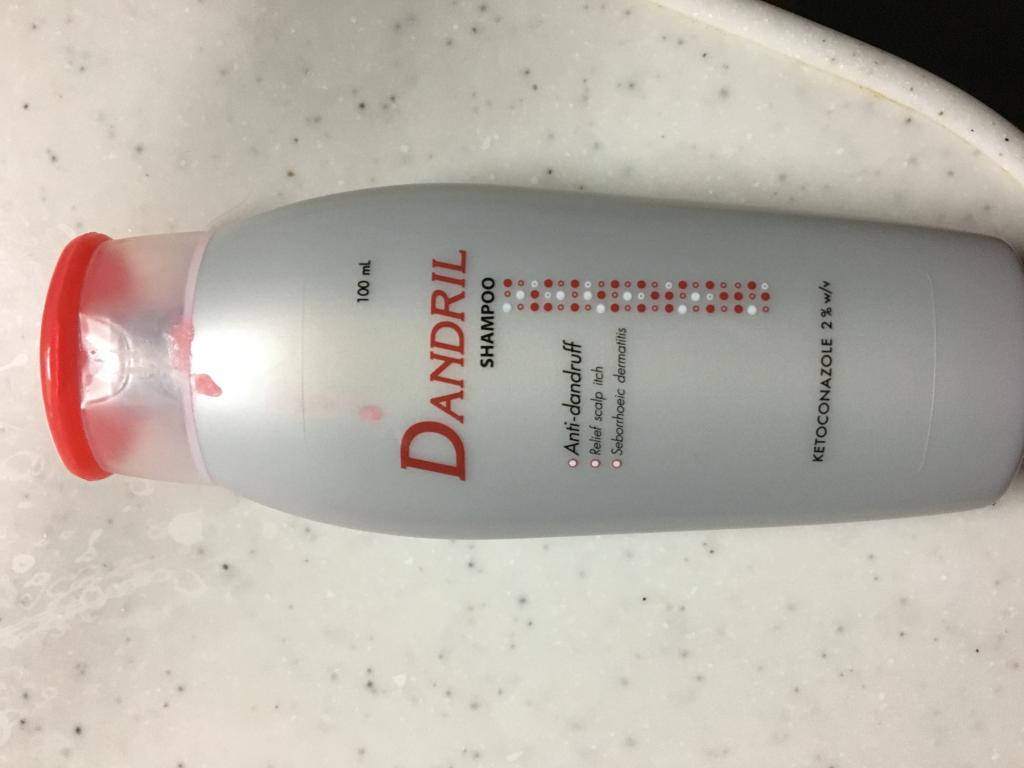 100 mL
DANDRIL
SHAMPOO
Anti-dandruff
Relief scalp itch
Seborrhoeic dermatitis
KETOCONAZOLE 2 % w/v